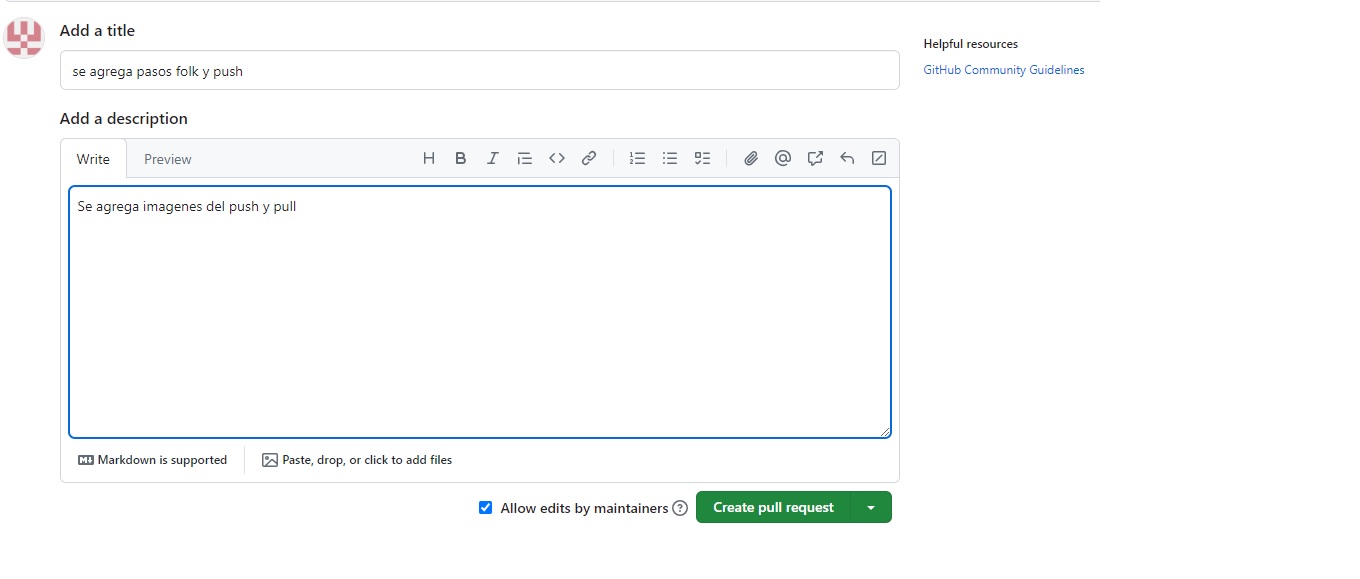 Add a title
Helpful resources
se agrega pasos folk y push
GitHub Community Guidelines
Add a description
Write Preview
Se agrega imagenes del push y pull
Markdown is supported
Paste, drop, or click to add files
Allow edits by maintainers
Create pull request